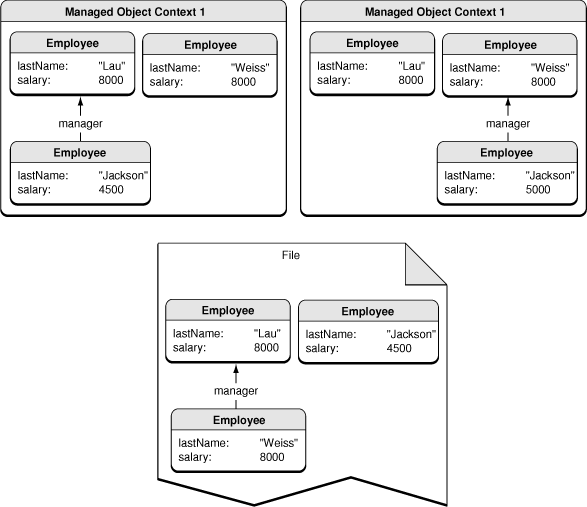 Managed Object Context 1
Employee
lastName: "Lau"
salary: 8000
Employee
lastName: "Weiss"
salary: 8000
manager
Employee
lastName: "Jackson"
salary: 4500
Managed Object Context 1
Employee
lastName: "Lau"
salary: 8000
Employee
lastName: "Weiss"
salary: 8000
manager
Employee
lastName: "Jackson"
salary: 5000
File
Employee
lastName: "Lau"
salary: 8000
Employee
lastName: "Jackson"
salary: 4500
manager
Employee
lastName: "Weiss"
salary: 8000